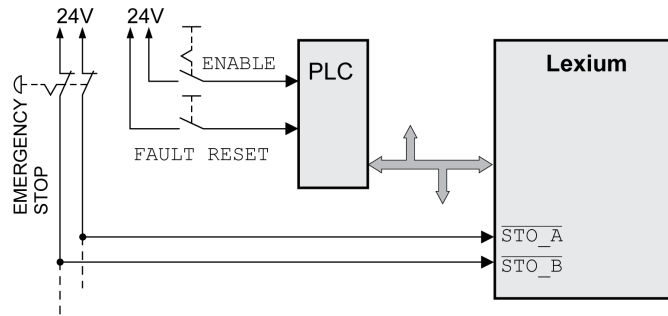 24V 24V
ENABLE
PLC
Lexium
FAULT RESET
EMERGENCY
STOP
STO_A
STO_B